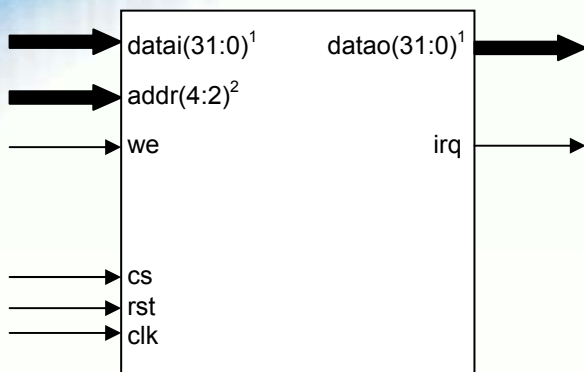 datai(31:0)¹ datao(31:0)¹
addr(4:2)²
we irq
cs
rst
clk